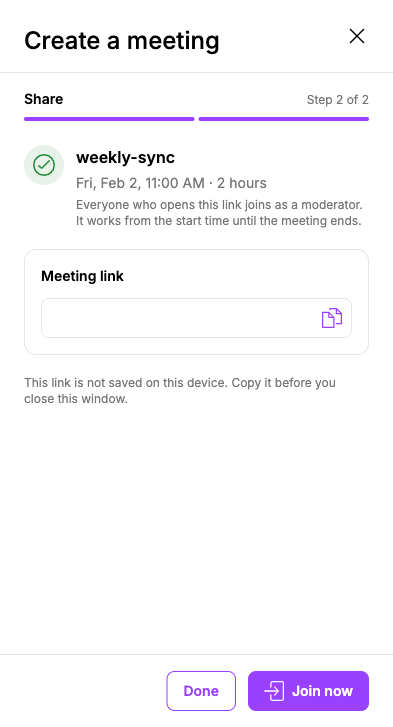 Create a meeting
Share
Step 2 of 2
weekly-sync
Fri, Feb 2, 11:00 AM · 2 hours
Everyone who opens this link joins as a moderator.
It works from the start time until the meeting ends.
Meeting link
This link is not saved on this device. Copy it before you
close this window.
Done
Join now